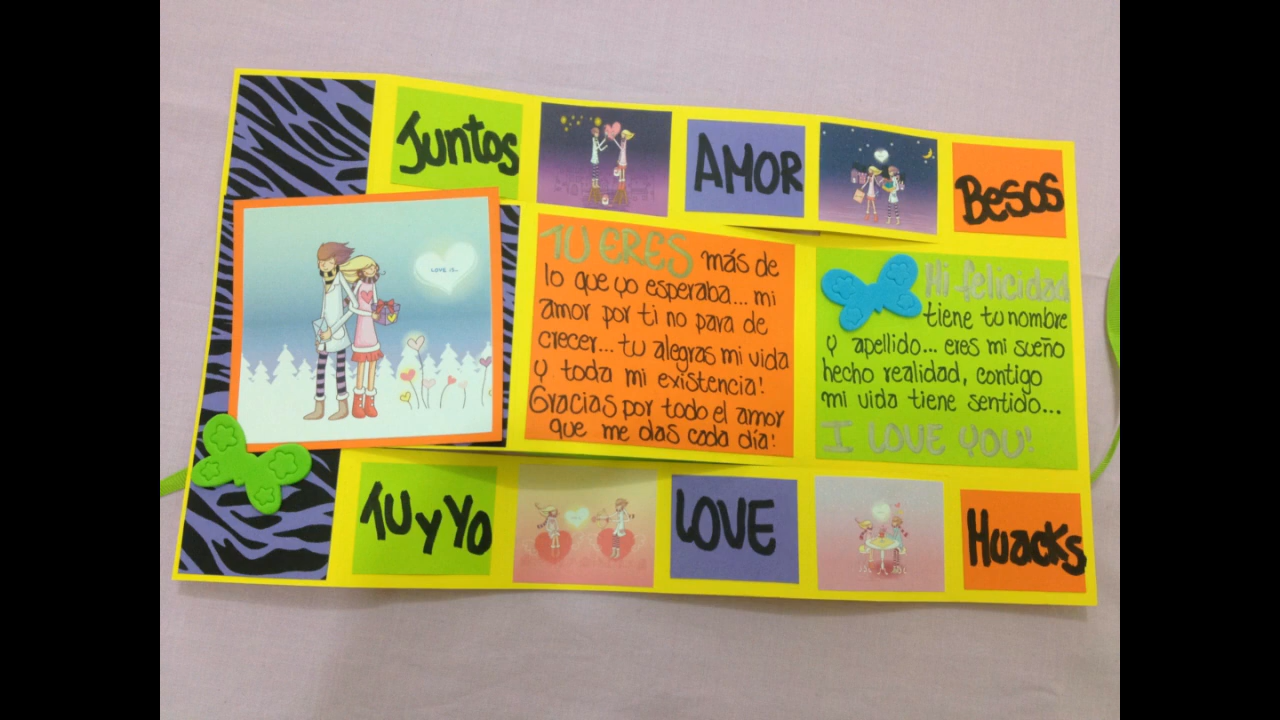 Juntos
AMOR
Besos
LOVE IS...
TU ERES más de
lo que yo esperaba... mi
amor por ti no para de
crecer... tu alegras mi vida
y toda mi existencia!
Gracias por todo el amor
que me das cada día!
Mi felicidad
tiene tu nombre
y apellido... eres mi sueño
hecho realidad, contigo
mi vida tiene sentido...
I LOVE YOU!
TU y YO
LOVE
Huacks